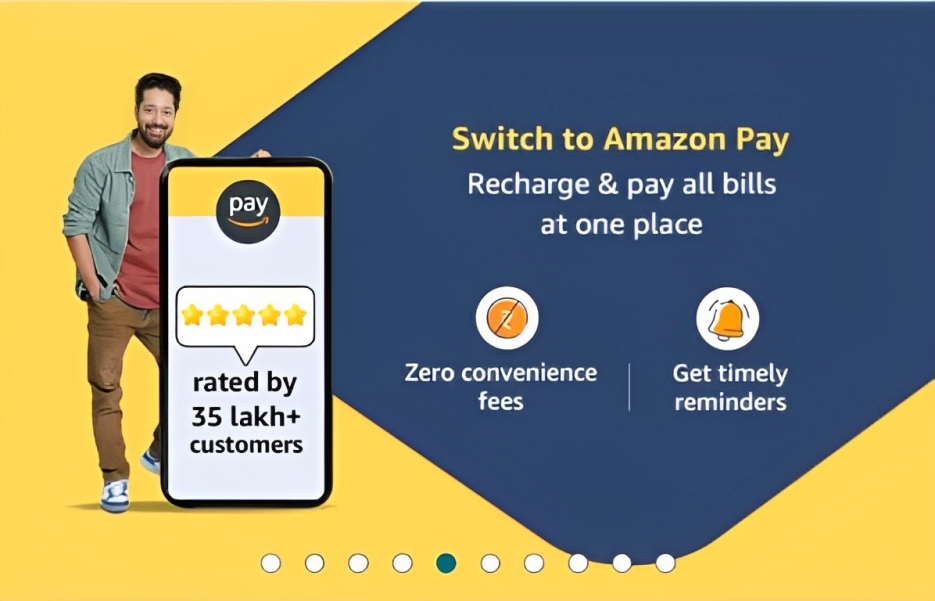 Switch to Amazon Pay
Recharge & pay all bills
at one place
pay
rated by
35 lakh+
customers
Zero convenience
fees
Get timely
reminders